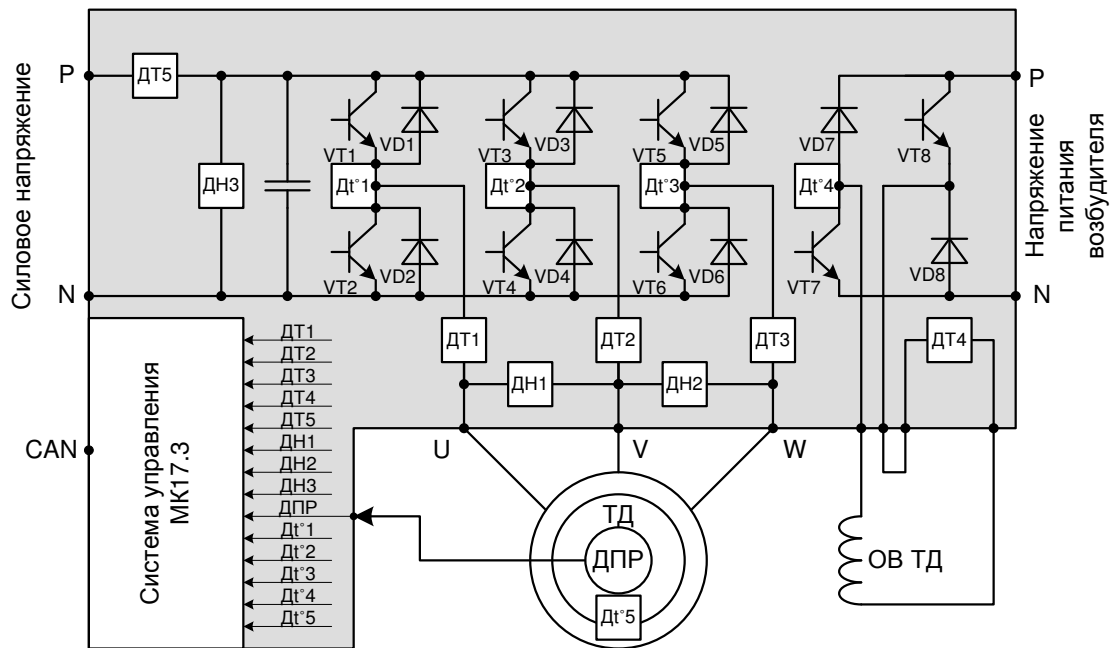 Силовое напряжение
P
N
CAN
ДТ5
ДН3
VT1
VD1
Дt°1
VT2
VD2
VT3
VD3
Дt°2
VT4
VD4
VT5
VD5
Дt°3
VT6
VD6
VD7
Дt°4
VT7
VT8
VD8
P
N
Напряжение
питания
возбудителя
ДТ1
ДТ2
ДТ3
ДТ4
ДН1
ДН2
U
V
W
Система управления
МК17.3
ДТ1
ДТ2
ДТ3
ДТ4
ДТ5
ДН1
ДН2
ДН3
ДПР
Дt°1
Дt°2
Дt°3
Дt°4
Дt°5
ТД
ДПР
Дt°5
ОВ ТД